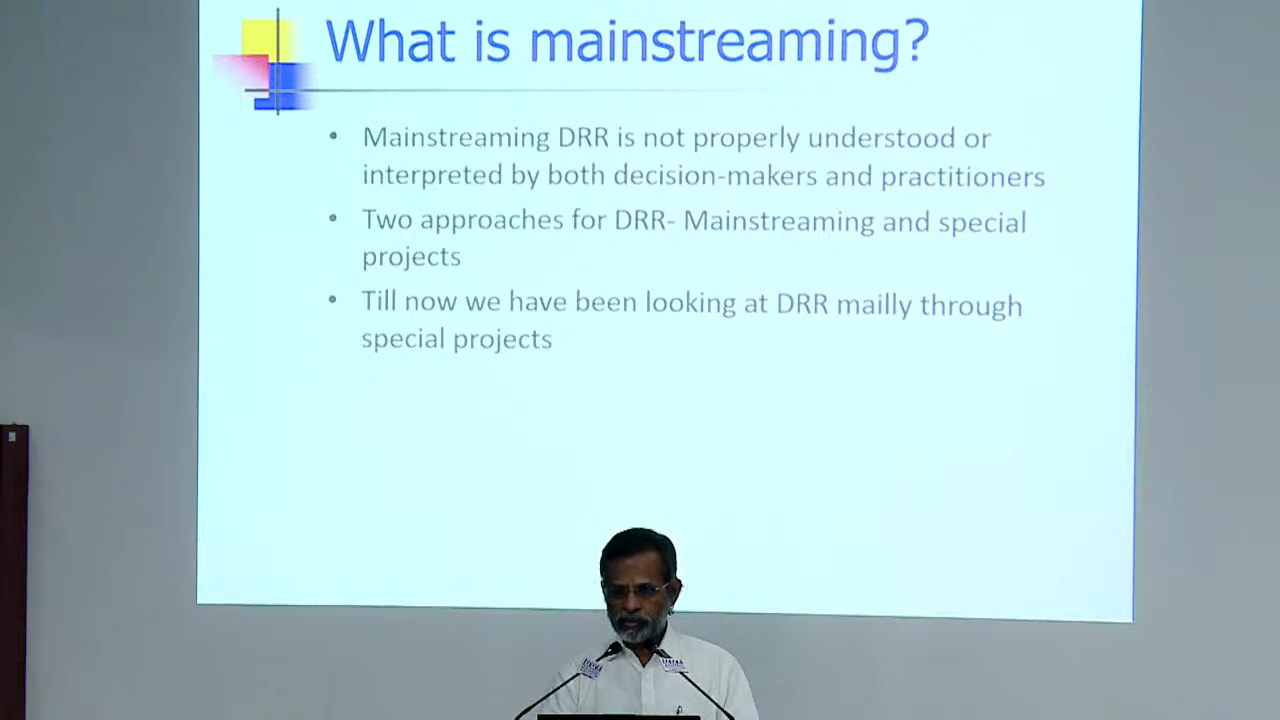 What is mainstreaming?
• Mainstreaming DRR is not properly understood or
interpreted by both decision-makers and practitioners
• Two approaches for DRR- Mainstreaming and special
projects
• Till now we have been looking at DRR mailly through
special projects